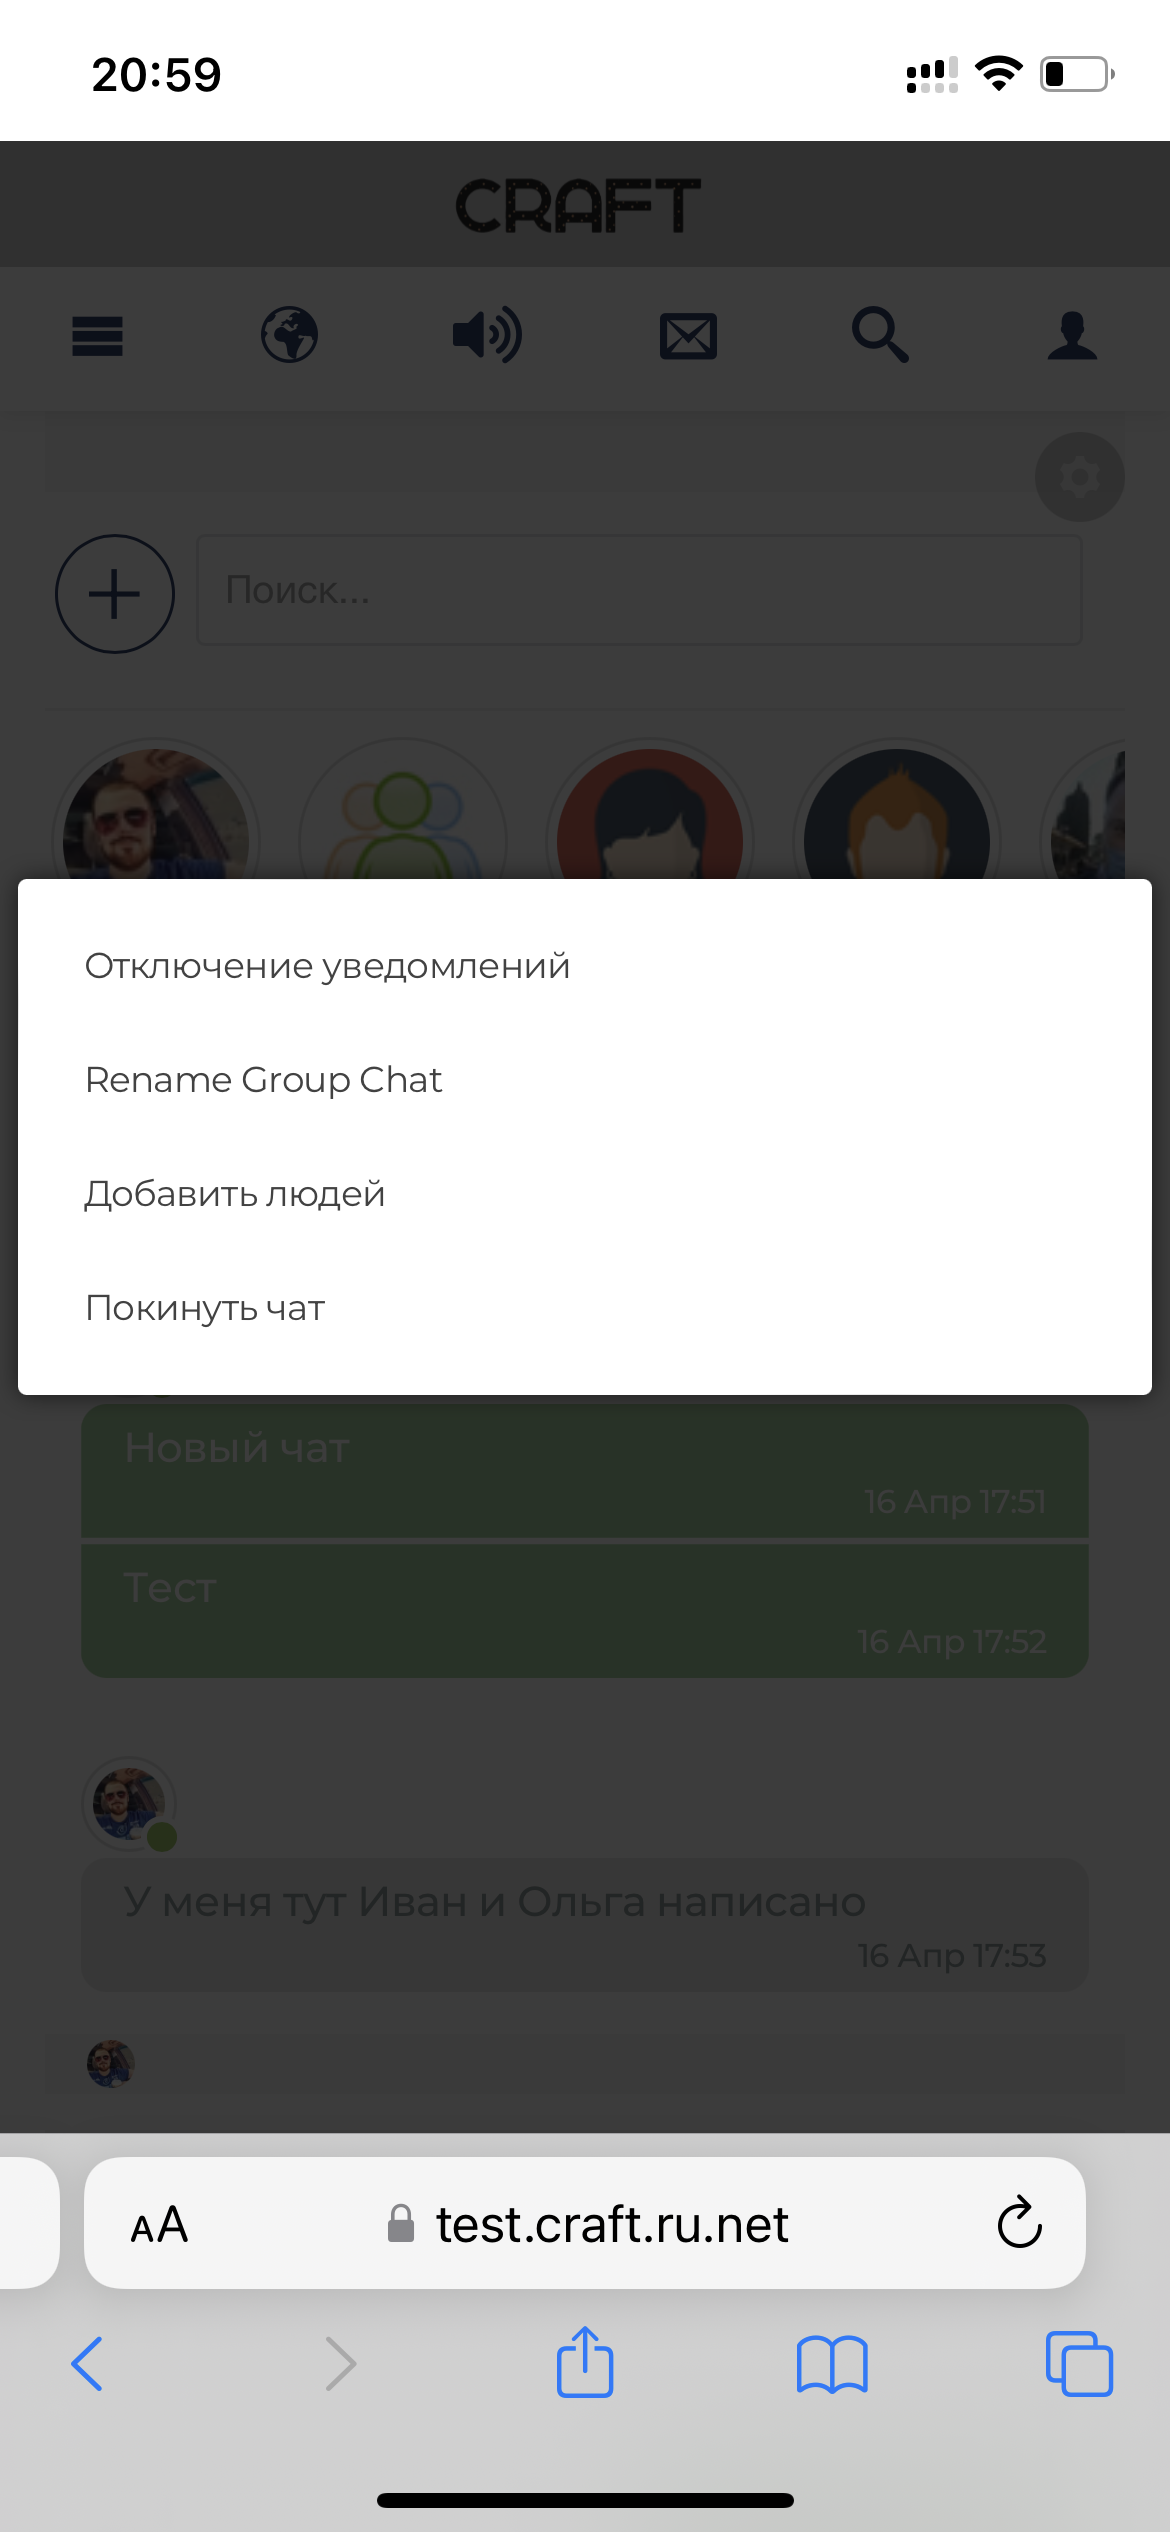 20:59
CRAFT
Поиск...
Отключение уведомлений
Rename Group Chat
Добавить людей
Покинуть чат
Новый чат
16 Апр 17:51
Тест
16 Апр 17:52
У меня тут Иван и Ольга написано
16 Апр 17:53
AA test.craft.ru.net